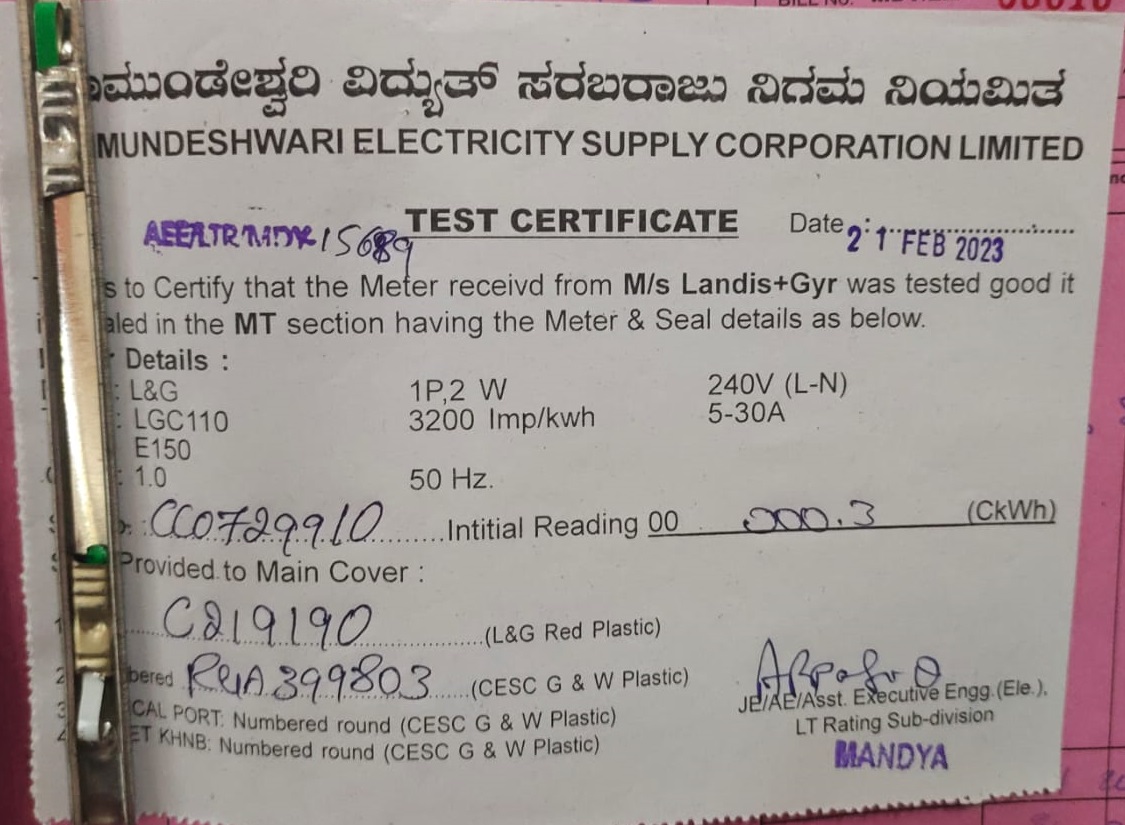 ಾಮುಂಡೇಶ್ವರಿ ವಿದ್ಯುತ್ ಸರಬರಾಜು ನಿಗಮ ನಿಯಮಿತ
MUNDESHWARI ELECTRICITY SUPPLY CORPORATION LIMITED
15689 TEST CERTIFICATE Date 21 FEB 2023
s to Certify that the Meter receivd from M/s Landis+Gyr was tested good it
aled in the MT section having the Meter & Seal details as below.
Details :
: L&G 1P,2 W 240V (L-N)
: LGC110 3200 Imp/kwh 5-30A
E150
: 1.0 50 Hz.
CC0729910 Intitial Reading 00 000.3 (CkWh)
Provided to Main Cover :
C219190 (L&G Red Plastic)
bered 399803 (CESC G & W Plastic)
CAL PORT: Numbered round (CESC G & W Plastic)
ET KHNB: Numbered round (CESC G & W Plastic)
JE/AE/Asst. Executive Engg.(Ele.),
LT Rating Sub-division
MANDYA